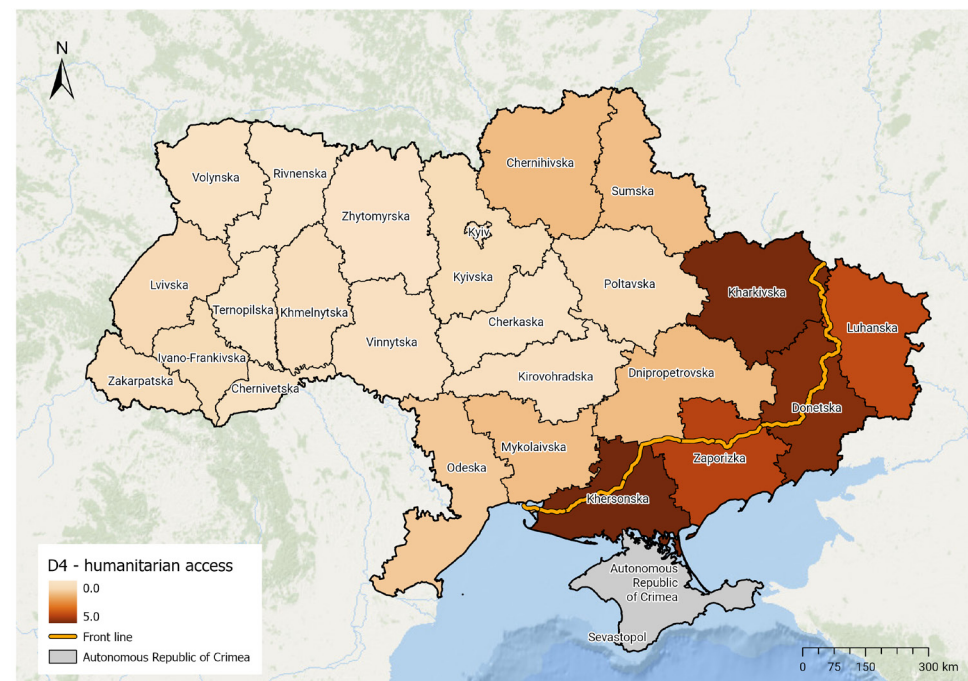 N
Chernihivska
Volynska
Rivnenska
Sumska
Zhytomyrska
Kyiv
Kyivska
Poltavska
Lvivska
Kharkivska
Ternopilska
Khmelnytska
Cherkaska
Luhanska
Vinnytska
Ivano-Frankivska
Zakarpatska
Kirovohradska
Dnipropetrovska
Chernivetska
Donetska
Mykolaivska
Zaporizka
Odeska
Khersonska
Autonomous
Republic
of Crimea
Sevastopol
D4 - humanitarian access
0.0
5.0
Front line
Autonomous Republic of Crimea
0 75 150 300 km